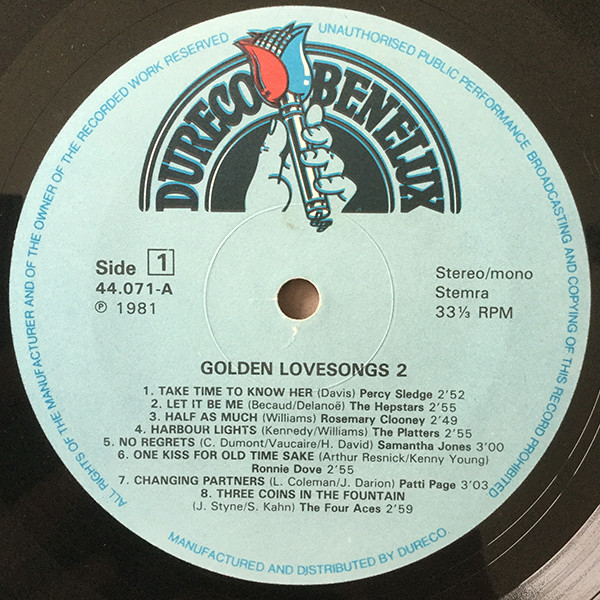 ALL RIGHTS OF THE MANUFACTURER AND OF THE OWNER OF THE RECORDED WORK RESERVED
UNAUTHORISED PUBLIC PERFORMANCE BROADCASTING AND COPYING OF THIS RECORD PROHIBITED
DURECO BENELUX
Side 1
44.071-A
℗ 1981
Stereo/mono
Stemra
33⅓ RPM
GOLDEN LOVESONGS 2
1. TAKE TIME TO KNOW HER (Davis) Percy Sledge 2'52
2. LET IT BE ME (Becaud/Delanoë) The Hepstars 2'55
3. HALF AS MUCH (Williams) Rosemary Clooney 2'49
4. HARBOUR LIGHTS (Kennedy/Williams) The Platters 2'55
5. NO REGRETS (C. Dumont/Vaucaire/H. David) Samantha Jones 3'00
6. ONE KISS FOR OLD TIME SAKE (Arthur Resnick/Kenny Young)
Ronnie Dove 2'55
7. CHANGING PARTNERS (L. Coleman/J. Darion) Patti Page 3'03
8. THREE COINS IN THE FOUNTAIN
(J. Styne/S. Kahn) The Four Aces 2'59
MANUFACTURED AND DISTRIBUTED BY DURECO.